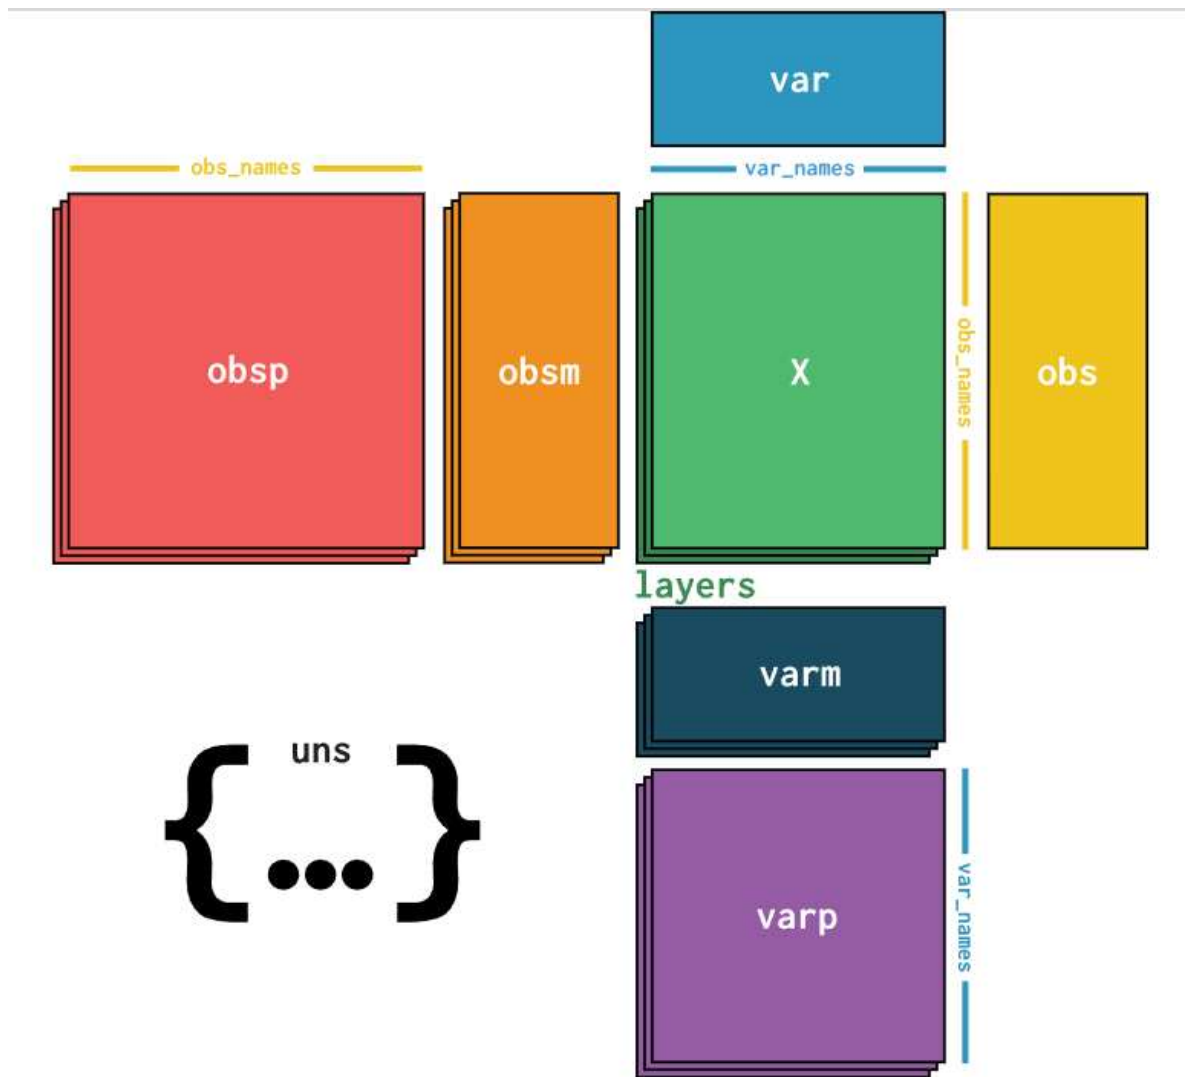 var
obs_names
var_names
obsp
obsm
X
obs_names
obs
layers
varm
uns
varp
var_names